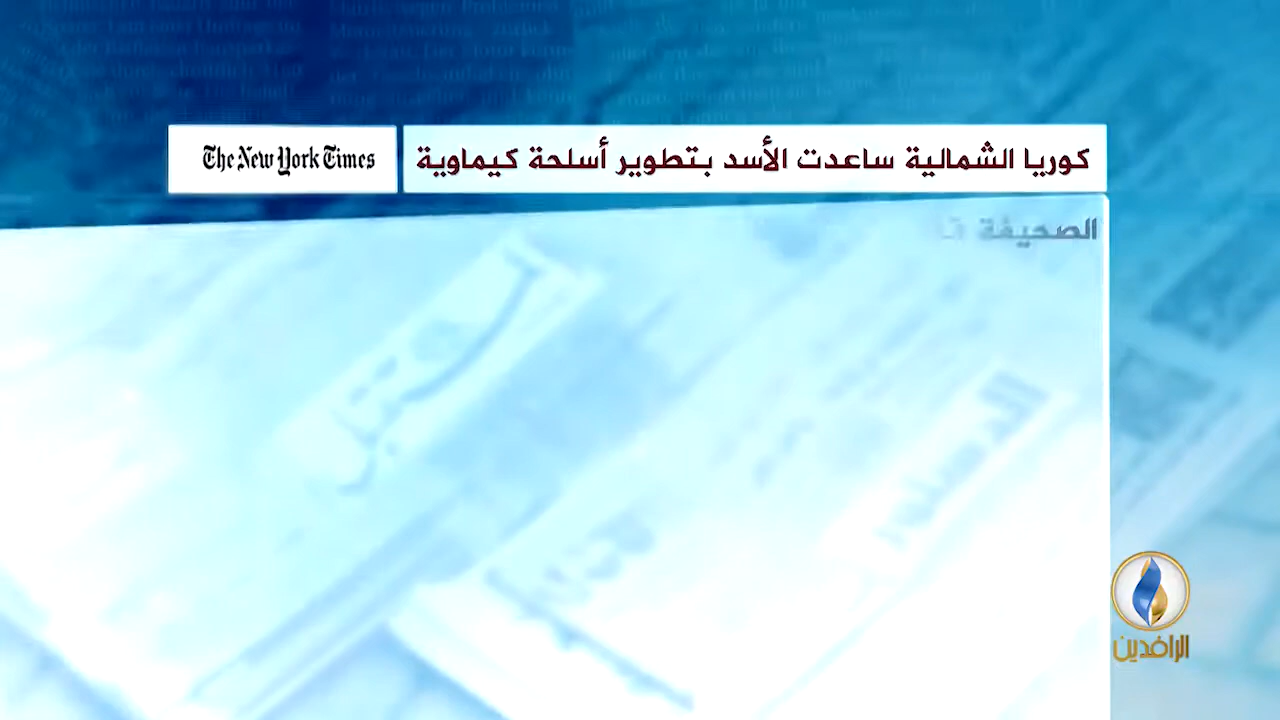 كوريا الشمالية ساعدت الأسد بتطوير أسلحة كيماوية
The New York Times
الصحيفة
الرافدين